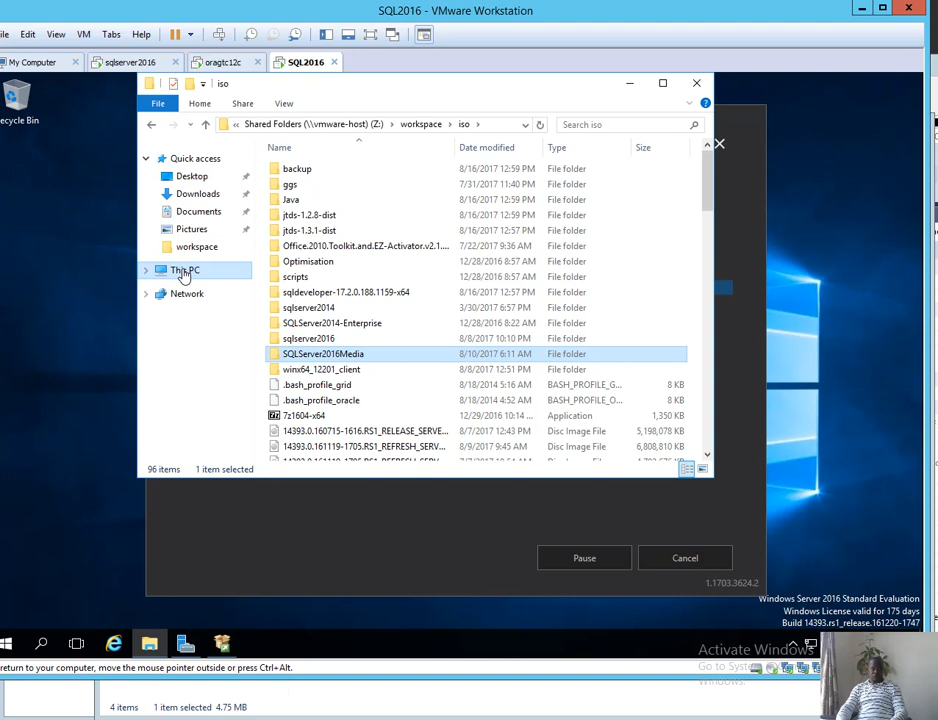 SQL2016 - VMware Workstation
ile Edit View VM Tabs Help
My Computer sqlserver2016 oragtc12c SQL2016
iso
File Home Share View
« Shared Folders (\\vmware-host) (Z:) › workspace › iso › Search iso
ecycle Bin
Name Date modified Type Size
Quick access
Desktop
Downloads
Documents
Pictures
workspace
This PC
Network
backup 8/16/2017 12:59 PM File folder
ggs 7/31/2017 11:40 PM File folder
Java 8/16/2017 12:59 PM File folder
jtds-1.2.8-dist 8/16/2017 12:59 PM File folder
jtds-1.3.1-dist 8/16/2017 12:57 PM File folder
Office.2010.Toolkit.and.EZ-Activator.v2.1.... 7/22/2017 9:36 AM File folder
Optimisation 12/28/2016 8:57 AM File folder
scripts 12/28/2016 8:57 AM File folder
sqldeveloper-17.2.0.188.1159-x64 8/16/2017 12:57 PM File folder
sqlserver2014 3/30/2017 6:57 PM File folder
SQLServer2014-Enterprise 12/28/2016 8:22 AM File folder
sqlserver2016 8/8/2017 10:10 PM File folder
SQLServer2016Media 8/10/2017 6:11 AM File folder
winx64_12201_client 8/8/2017 12:51 PM File folder
.bash_profile_grid 8/18/2014 5:16 AM BASH_PROFILE_G... 8 KB
.bash_profile_oracle 8/18/2014 4:52 AM BASH_PROFILE_O... 8 KB
7z1604-x64 12/29/2016 10:14 ... Application 1,350 KB
14393.0.160715-1616.RS1_RELEASE_SERVE... 8/7/2017 12:43 PM Disc Image File 5,198,078 KB
14393.0.161119-1705.RS1_REFRESH_SERV... 8/9/2017 9:45 AM Disc Image File 6,808,810 KB
96 items 1 item selected
Pause Cancel
1.1703.3624.2
Windows Server 2016 Standard Evaluation
Windows License valid for 175 days
Build 14393.rs1_release.161220-1747
Activate Windows
Go to System
Windows.
return to your computer, move the mouse pointer outside or press Ctrl+Alt.
4 items 1 item selected 4.75 MB